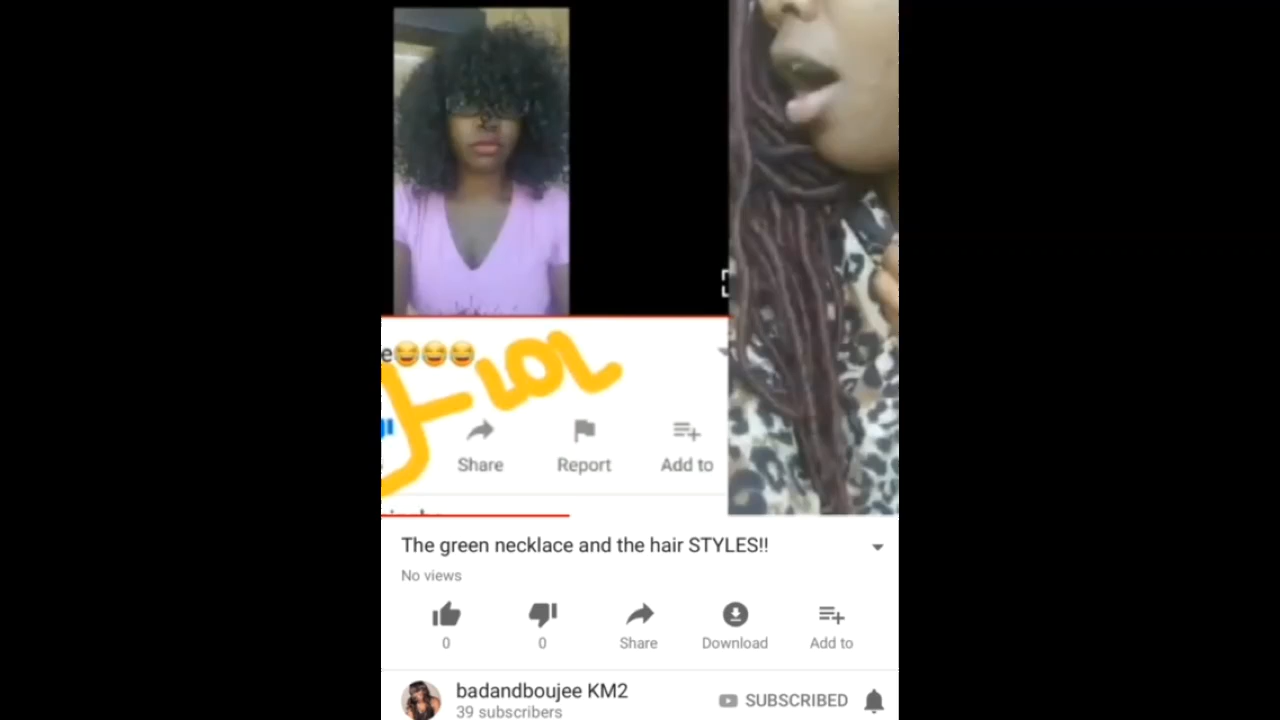 e😂😂😂
LOL
Share Report Add to
The green necklace and the hair STYLES!!
No views
0 0 Share Download Add to
badandboujee KM2
39 subscribers
SUBSCRIBED